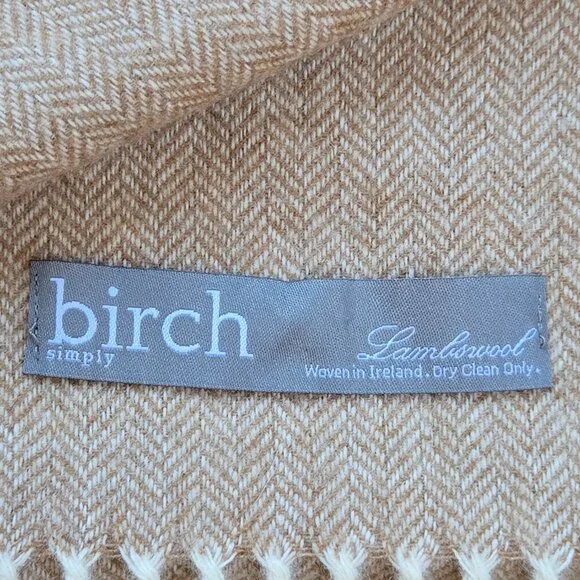 birch
simply
Lambswool
Woven in Ireland . Dry Clean Only .